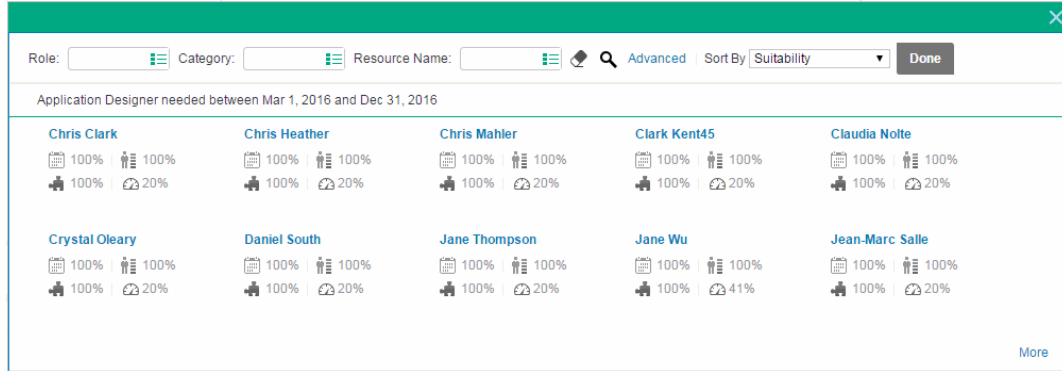 Role: Category: Resource Name: Advanced Sort By Suitability Done
Application Designer needed between Mar 1, 2016 and Dec 31, 2016
Chris Clark Chris Heather Chris Mahler Clark Kent45 Claudia Nolte
100% 100% 100% 100% 100% 100% 100% 100% 100% 100%
100% 20% 100% 20% 100% 20% 100% 20% 100% 20%
Crystal Oleary Daniel South Jane Thompson Jane Wu Jean-Marc Salle
100% 100% 100% 100% 100% 100% 100% 100% 100% 100%
100% 20% 100% 20% 100% 20% 100% 41% 100% 20%
More